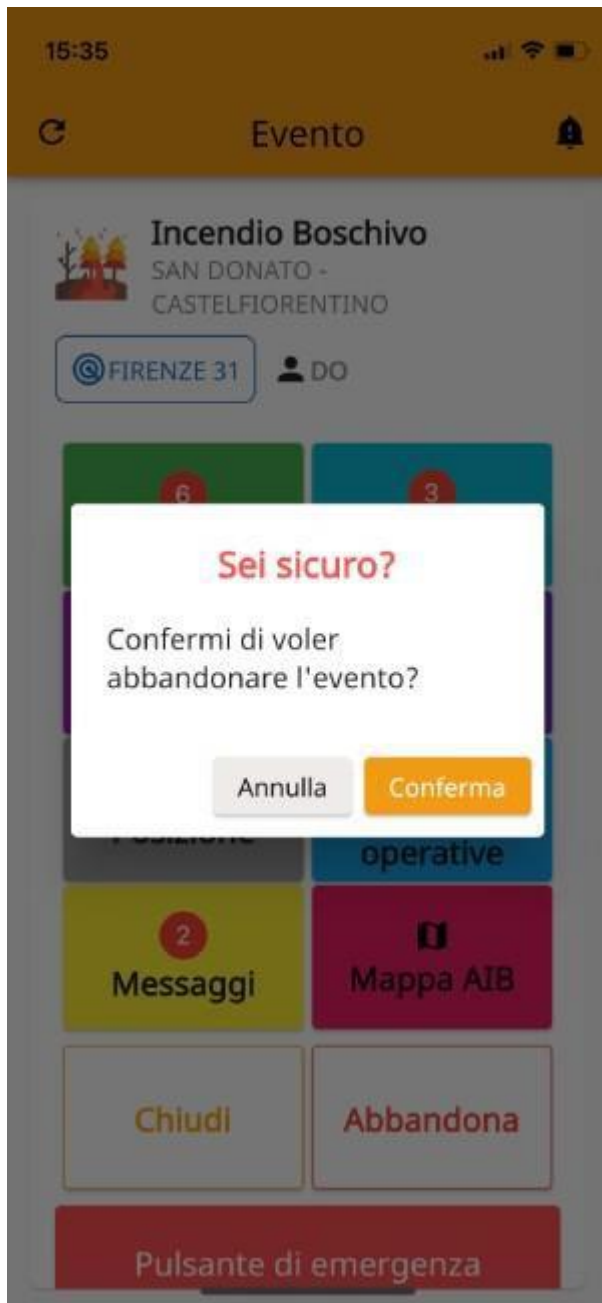 15:35
Evento
Incendio Boschivo
SAN DONATO -
CASTELFIORENTINO
FIRENZE 31
DO
6
3
Sei sicuro?
Confermi di voler
abbandonare l'evento?
Annulla
Conferma
Posizione
operative
2
Messaggi
Mappa AIB
Chiudi
Abbandona
Pulsante di emergenza